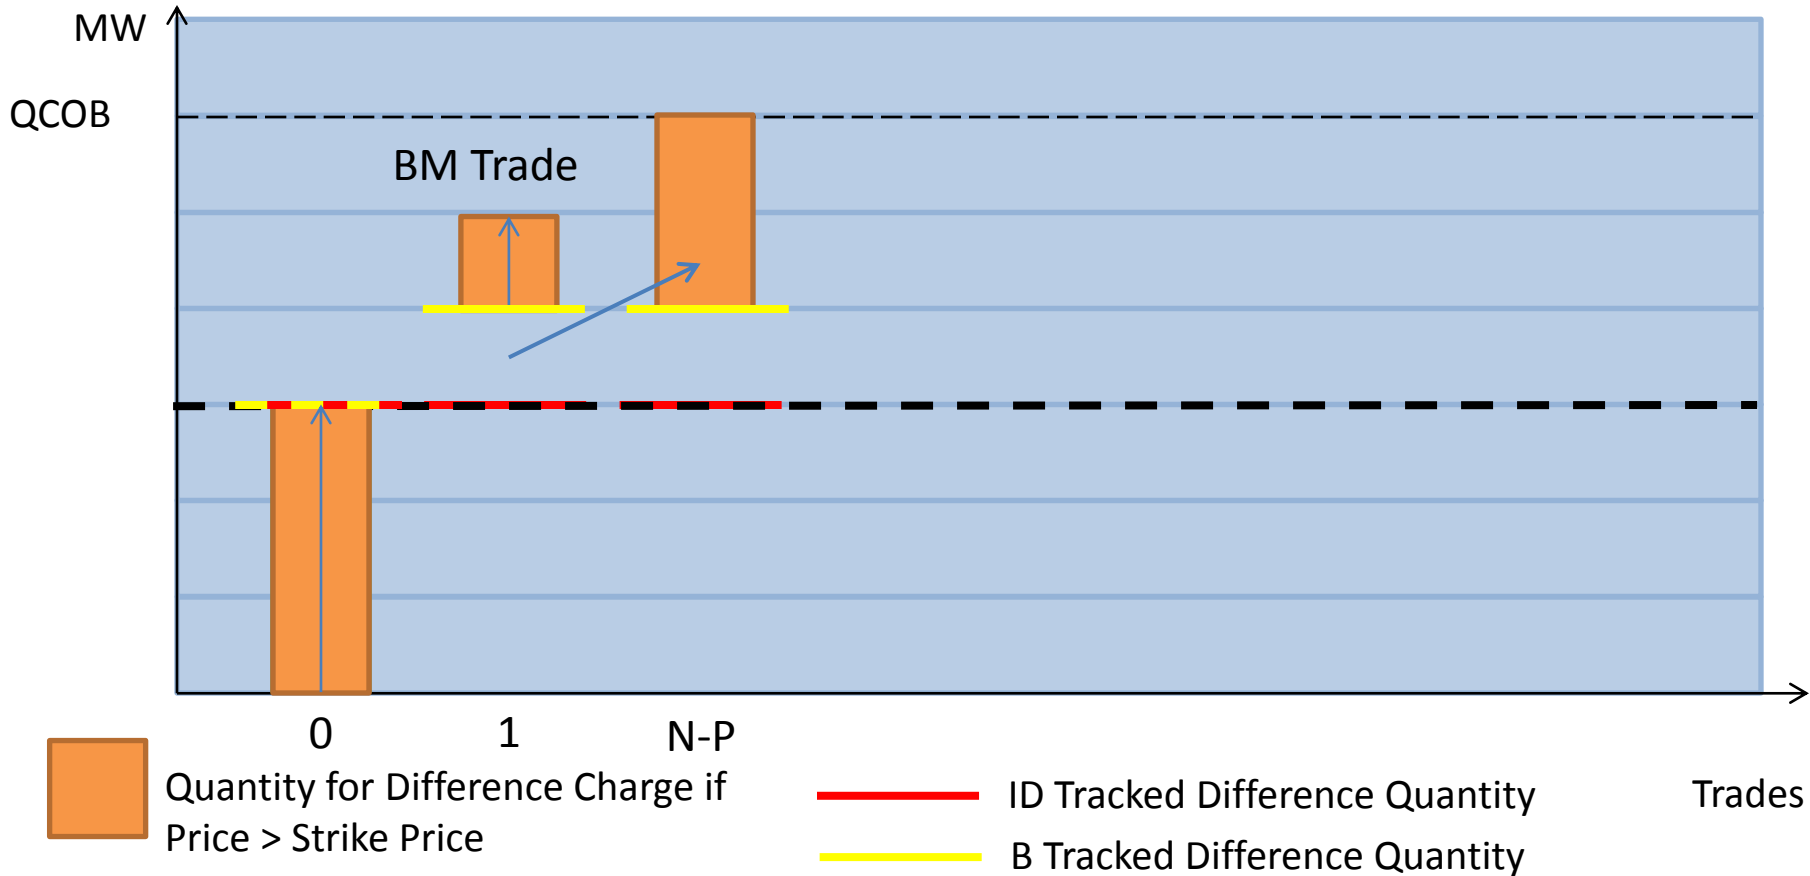 MW
QCOB
BM Trade
0
1
N-P
Quantity for Difference Charge if
Price > Strike Price
ID Tracked Difference Quantity
B Tracked Difference Quantity
Trades